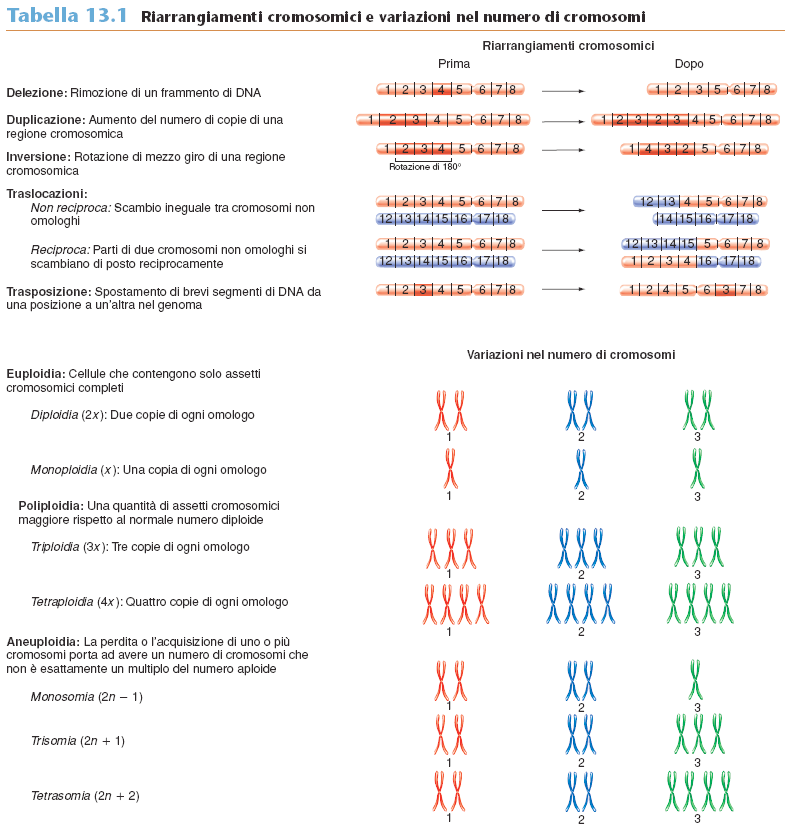 Tabella 13.1 Riarrangiamenti cromosomici e variazioni nel numero di cromosomi
Riarrangiamenti cromosomici
Prima Dopo
Delezione: Rimozione di un frammento di DNA
1 2 3 4 5 6 7 8
1 2 3 5 6 7 8
Duplicazione: Aumento del numero di copie di una
regione cromosomica
1 2 3 4 5 6 7 8
1 2 3 2 3 4 5 6 7 8
Inversione: Rotazione di mezzo giro di una regione
cromosomica
1 2 3 4 5 6 7 8
Rotazione di 180°
1 4 3 2 5 6 7 8
Traslocazioni:
Non reciproca: Scambio ineguale tra cromosomi non
omologhi
1 2 3 4 5 6 7 8
12 13 14 15 16 17 18
12 13 4 5 6 7 8
14 15 16 17 18
Reciproca: Parti di due cromosomi non omologhi si
scambiano di posto reciprocamente
1 2 3 4 5 6 7 8
12 13 14 15 16 17 18
12 13 14 15 5 6 7 8
1 2 3 4 16 17 18
Trasposizione: Spostamento di brevi segmenti di DNA da
una posizione a un'altra nel genoma
1 2 3 4 5 6 7 8
1 2 4 5 6 3 7 8
Variazioni nel numero di cromosomi
Euploidia: Cellule che contengono solo assetti
cromosomici completi
Diploidia (2x): Due copie di ogni omologo
1 2 3
Monoploidia (x): Una copia di ogni omologo
1 2 3
Poliploidia: Una quantità di assetti cromosomici
maggiore rispetto al normale numero diploide
Triploidia (3x): Tre copie di ogni omologo
1 2 3
Tetraploidia (4x): Quattro copie di ogni omologo
1 2 3
Aneuploidia: La perdita o l'acquisizione di uno o più
cromosomi porta ad avere un numero di cromosomi che
non è esattamente un multiplo del numero aploide
Monosomia (2n − 1)
1 2 3
Trisomia (2n + 1)
1 2 3
Tetrasomia (2n + 2)
1 2 3